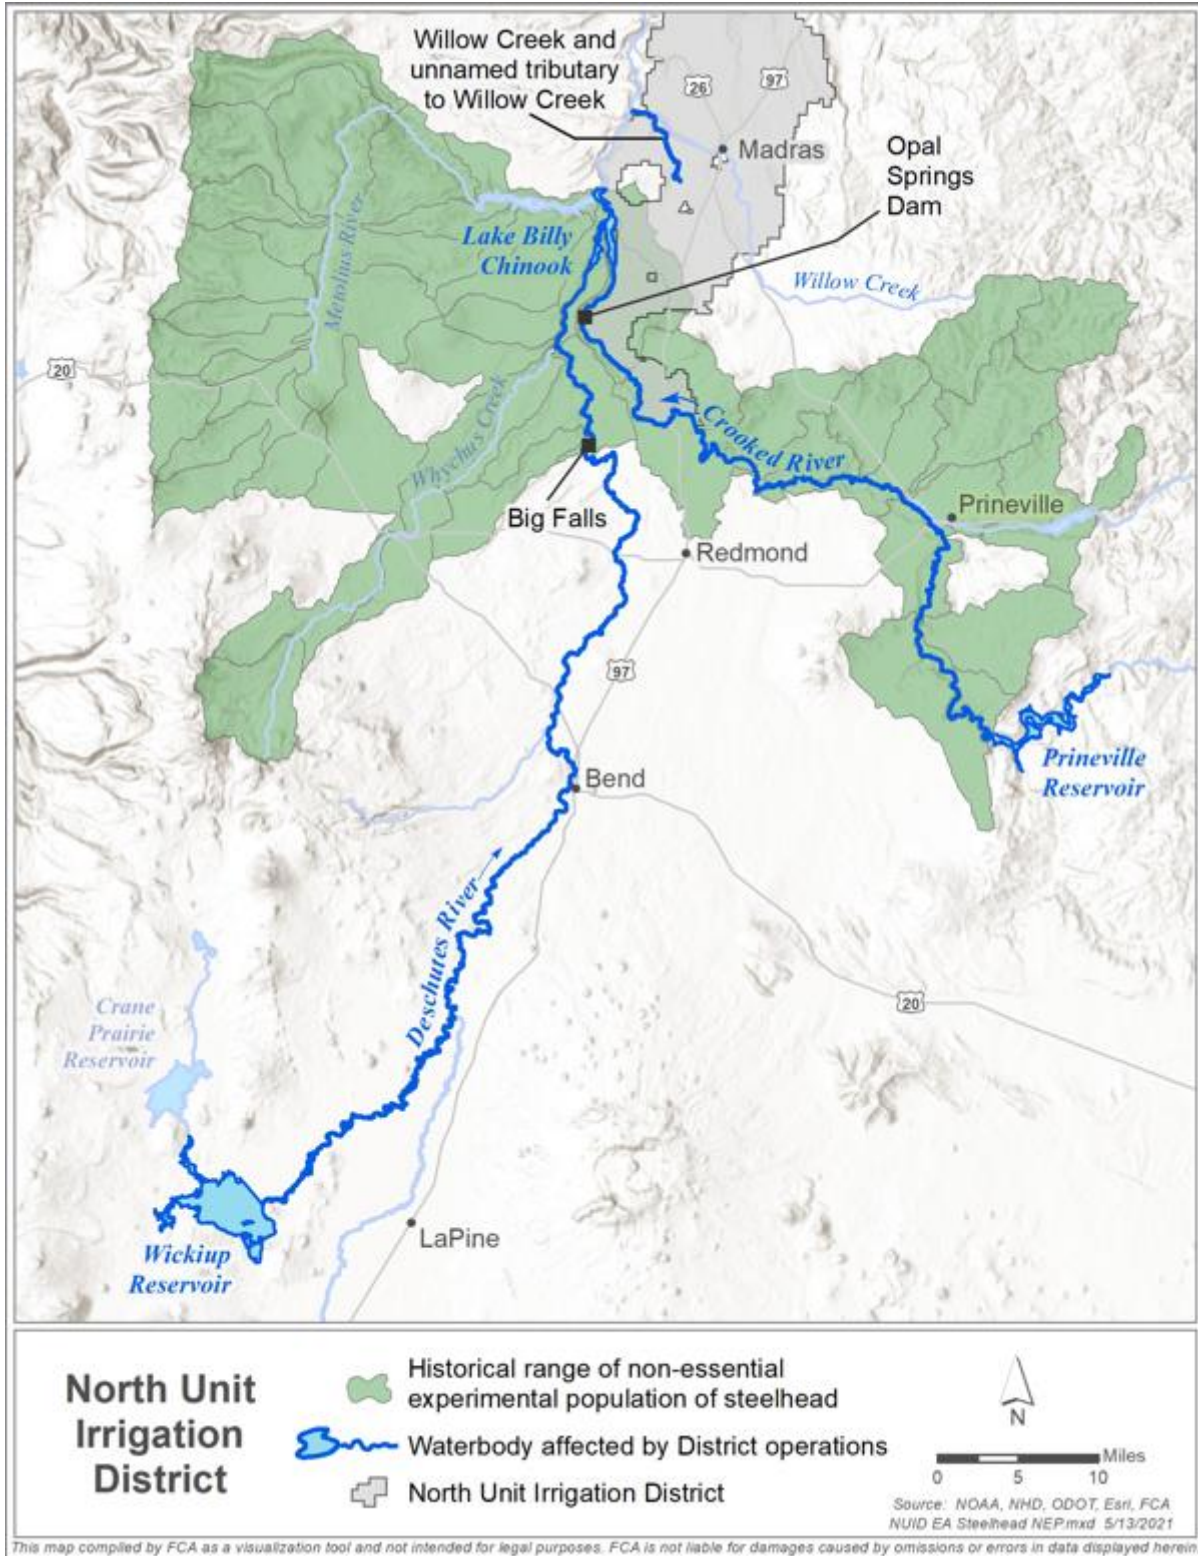 Willow Creek and
unnamed tributary
to Willow Creek
26
97
Madras
Opal
Springs
Dam
Lake Billy
Chinook
Metolius River
Willow Creek
20
Whychus Creek
Crooked River
Prineville
Big Falls
Redmond
97
Prineville
Reservoir
Bend
Deschutes River
20
Crane
Prairie
Reservoir
Wickiup
Reservoir
LaPine
North Unit
Irrigation
District
Historical range of non-essential
experimental population of steelhead
Waterbody affected by District operations
North Unit Irrigation District
N
Miles
0 5 10
Source: NOAA, NHD, ODOT, Esri, FCA
NUID EA Steelhead NEP.mxd 5/13/2021
This map compiled by FCA as a visualization tool and not intended for legal purposes. FCA is not liable for damages caused by omissions or errors in data displayed herein